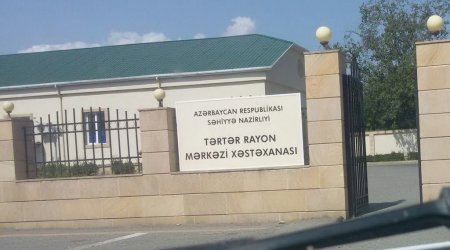 AZƏRBAYCAN RESPUBLİKASI
SƏHİYYƏ NAZİRLİYİ
TƏRTƏR RAYON
MƏRKƏZİ XƏSTƏXANASI